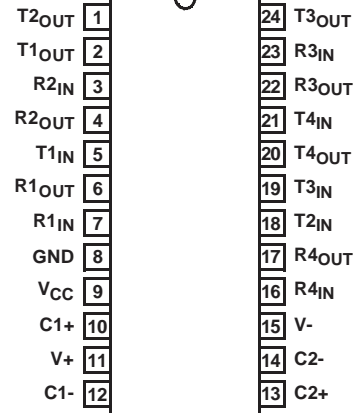 T2OUT 1 24 T3OUT
T1OUT 2 23 R3IN
R2IN 3 22 R3OUT
R2OUT 4 21 T4IN
T1IN 5 20 T4OUT
R1OUT 6 19 T3IN
R1IN 7 18 T2IN
GND 8 17 R4OUT
VCC 9 16 R4IN
C1+ 10 15 V-
V+ 11 14 C2-
C1- 12 13 C2+